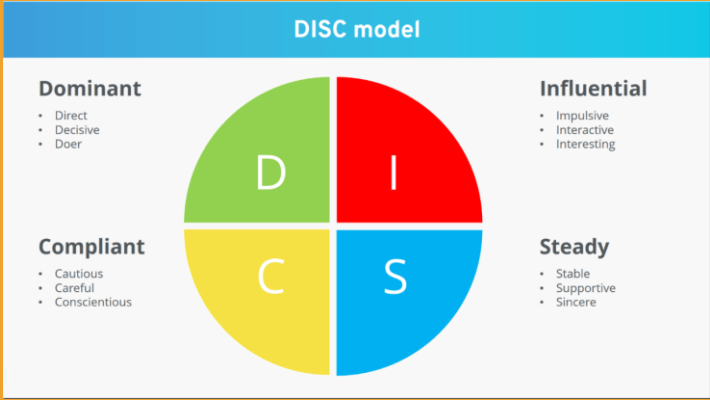 DISC model
Dominant
• Direct
• Decisive
• Doer
Influential
• Impulsive
• Interactive
• Interesting
D
I
C
S
Compliant
• Cautious
• Careful
• Conscientious
Steady
• Stable
• Supportive
• Sincere